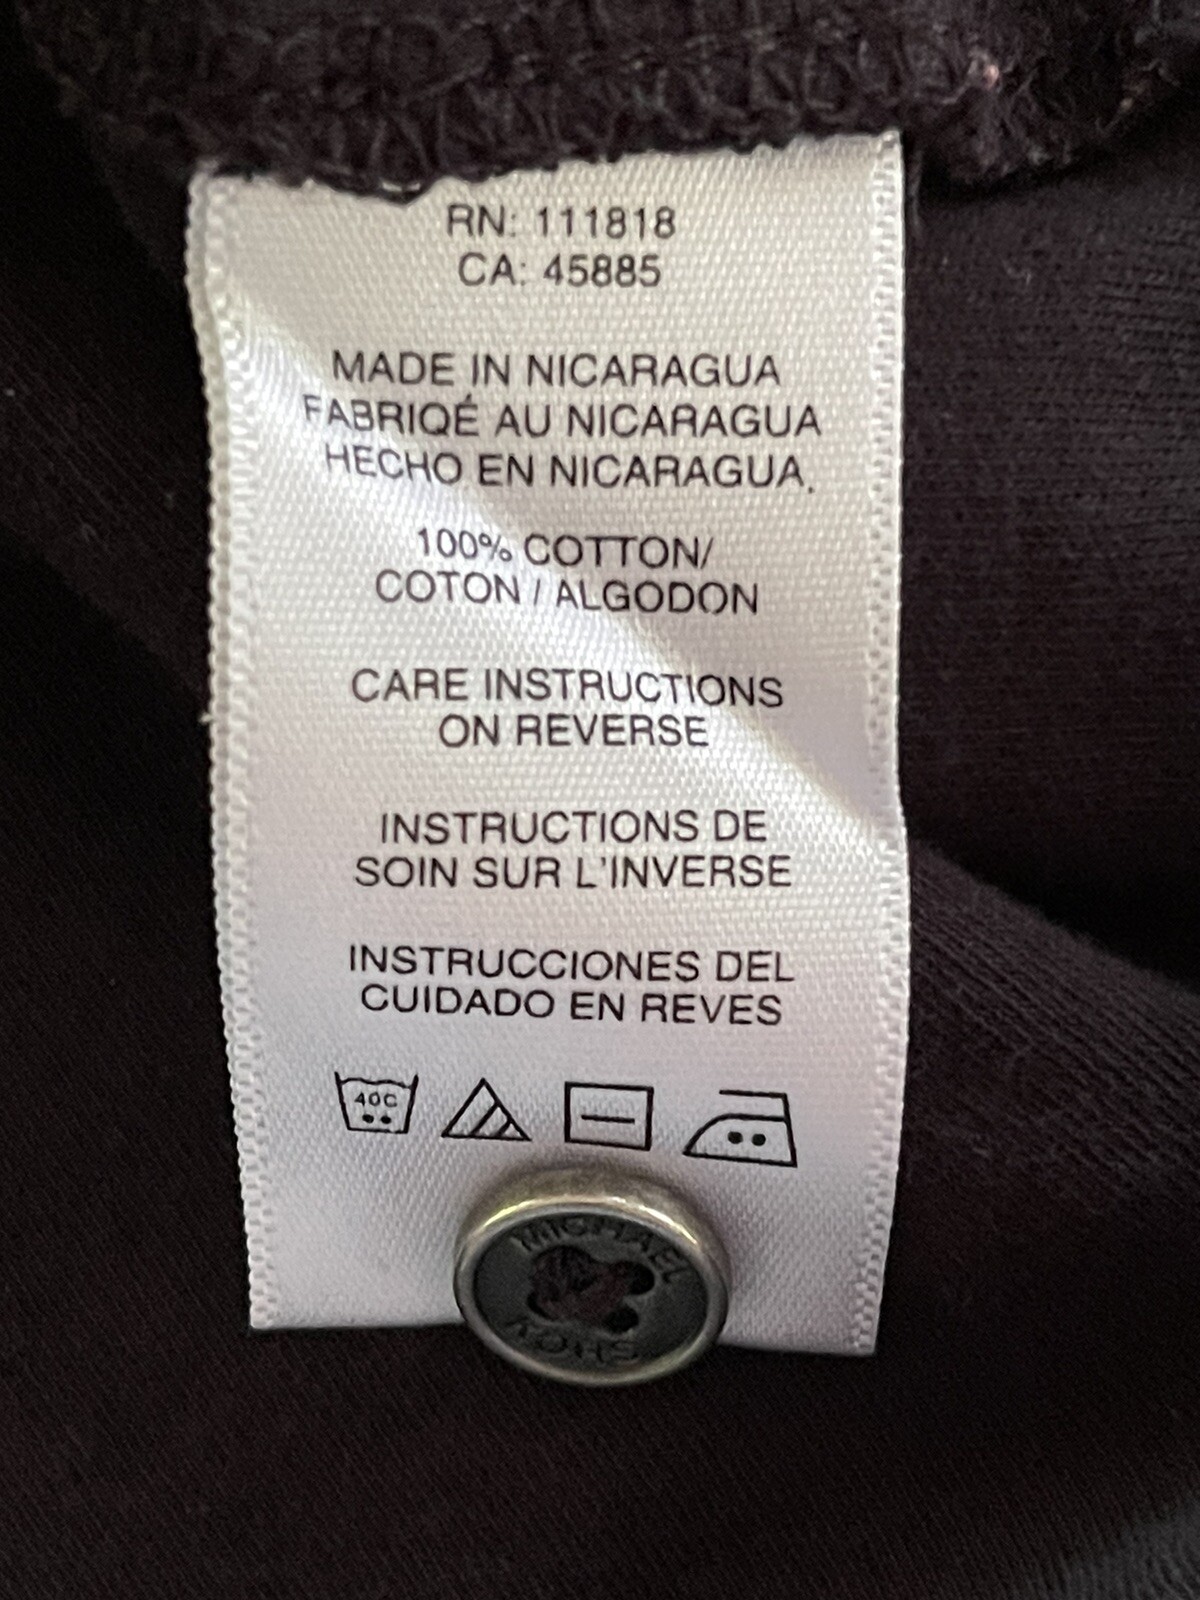 RN: 111818
CA: 45885
MADE IN NICARAGUA
FABRIQÉ AU NICARAGUA
HECHO EN NICARAGUA.
100% COTTON/
COTON / ALGODON
CARE INSTRUCTIONS
ON REVERSE
INSTRUCTIONS DE
SOIN SUR L'INVERSE
INSTRUCCIONES DEL
CUIDADO EN REVES
40C
MICHAEL
KORS